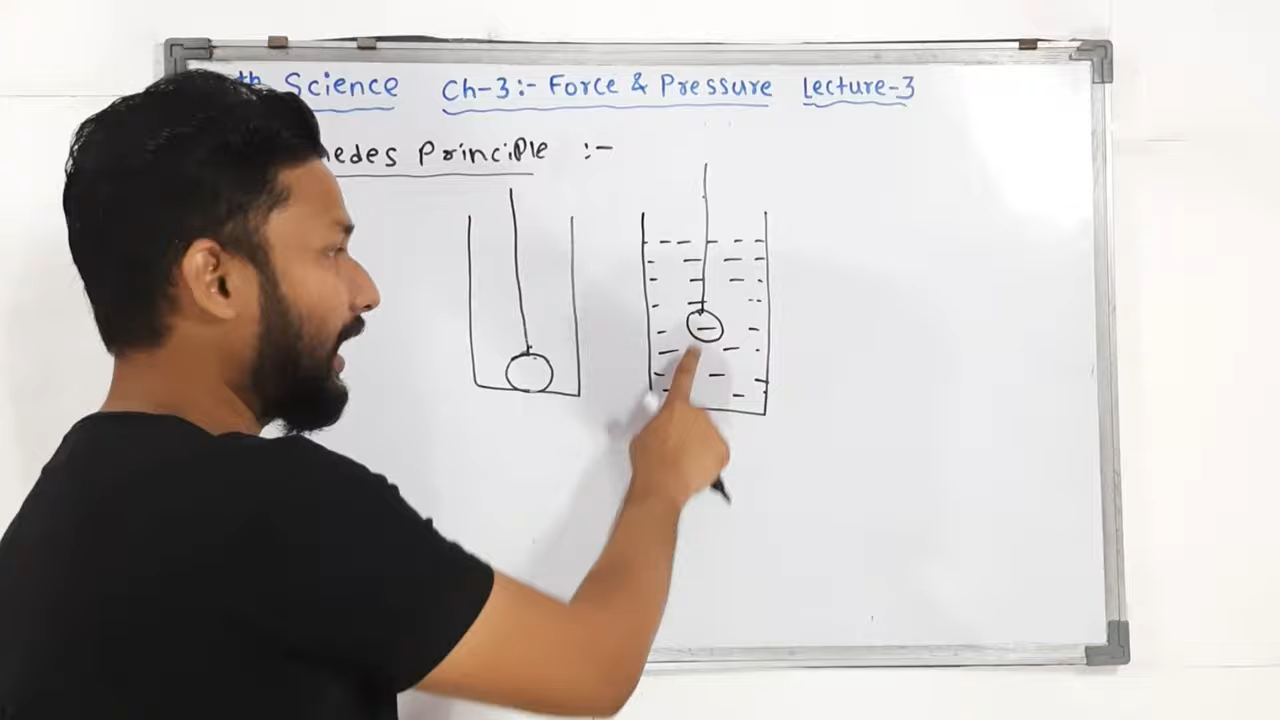 th Science Ch-3:- Force & Pressure Lecture-3
medes Principle :-